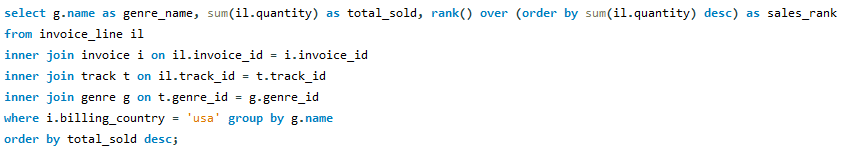 select g.name as genre_name, sum(il.quantity) as total_sold, rank() over (order by sum(il.quantity) desc) as sales_rank
from invoice_line il
inner join invoice i on il.invoice_id = i.invoice_id
inner join track t on il.track_id = t.track_id
inner join genre g on t.genre_id = g.genre_id
where i.billing_country = 'usa' group by g.name
order by total_sold desc;